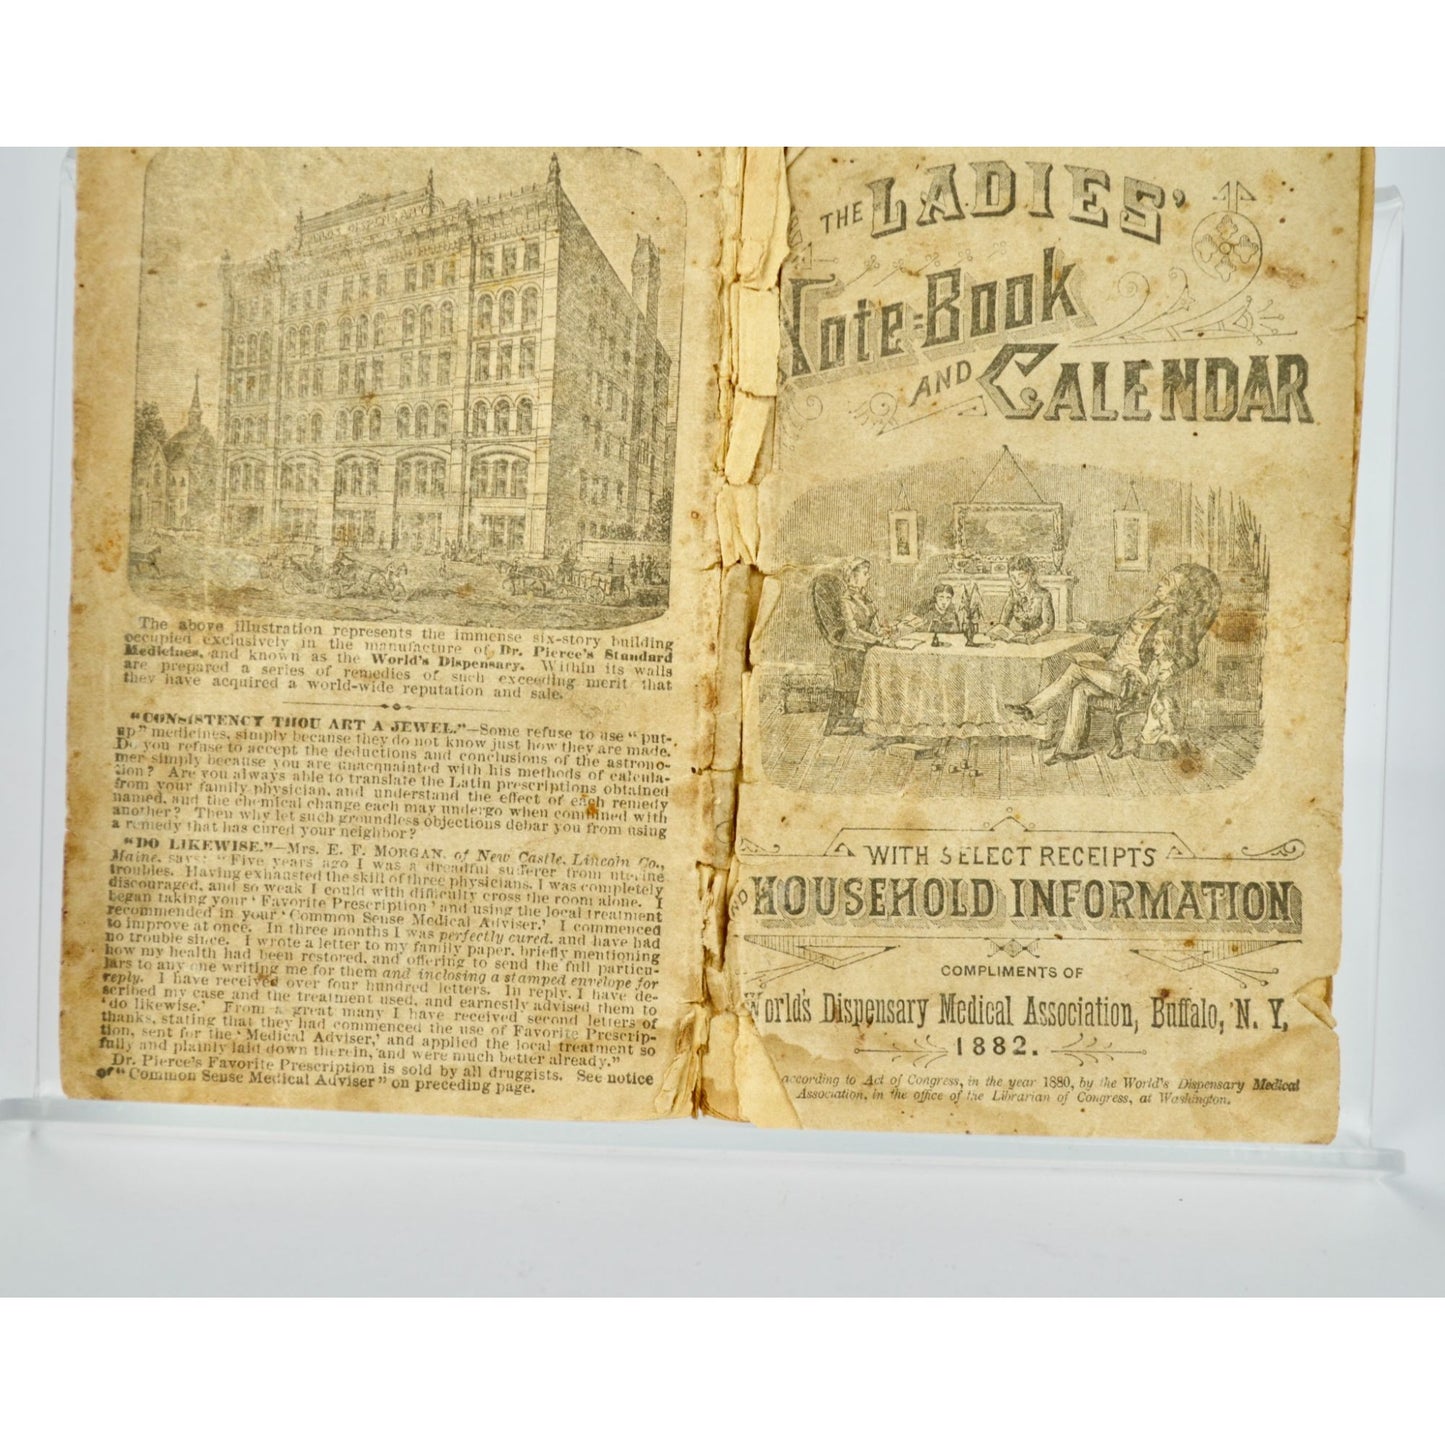 The above illustration represents the immense six-story building
occupied exclusively in the manufacture of Dr. Pierce's Standard
Medicines, and known as the World's Dispensary. Within its walls
are prepared a series of remedies of such exceeding merit that
they have acquired a world-wide reputation and sale.
"CONSISTENCY THOU ART A JEWEL."—Some refuse to use "put-
up" medicines, simply because they do not know just how they are made.
Do you refuse to accept the deductions and conclusions of the astrono-
mer simply because you are unacquainted with his methods of calcula-
tion? Are you always able to translate the Latin prescriptions obtained
from your family physician, and understand the effect of each remedy
named, and the chemical change each may undergo when combined with
another? Then why let such groundless objections debar you from using
a remedy that has cured your neighbor?
"DO LIKEWISE."—Mrs. E. F. MORGAN, of New Castle, Lincoln Co.,
Maine, says: "Five years ago I was a dreadful sufferer from uterine
troubles. Having exhausted the skill of three physicians, I was completely
discouraged, and so weak I could with difficulty cross the room alone. I
began taking your 'Favorite Prescription' and using the local treatment
recommended in your 'Common Sense Medical Adviser.' I commenced
to improve at once. In three months I was perfectly cured, and have had
no trouble since. I wrote a letter to my family paper, briefly mentioning
how my health had been restored, and offering to send the full particu-
lars to any one writing me for them and inclosing a stamped envelope for
reply. I have received over four hundred letters. In reply, I have de-
scribed my case and the treatment used, and earnestly advised them to
'do likewise.' From a great many I have received second letters of
thanks, stating that they had commenced the use of Favorite Prescrip-
tion, sent for the 'Medical Adviser,' and applied the local treatment so
fully and plainly laid down therein, and were much better already."
Dr. Pierce's Favorite Prescription is sold by all druggists. See notice
of "Common Sense Medical Adviser" on preceding page.
THE LADIES'
Note-Book
AND CALENDAR
WITH SELECT RECEIPTS
AND HOUSEHOLD INFORMATION
COMPLIMENTS OF
World's Dispensary Medical Association, Buffalo, N. Y.,
1882.
according to Act of Congress, in the year 1880, by the World's Dispensary Medical
Association, in the office of the Librarian of Congress, at Washington.